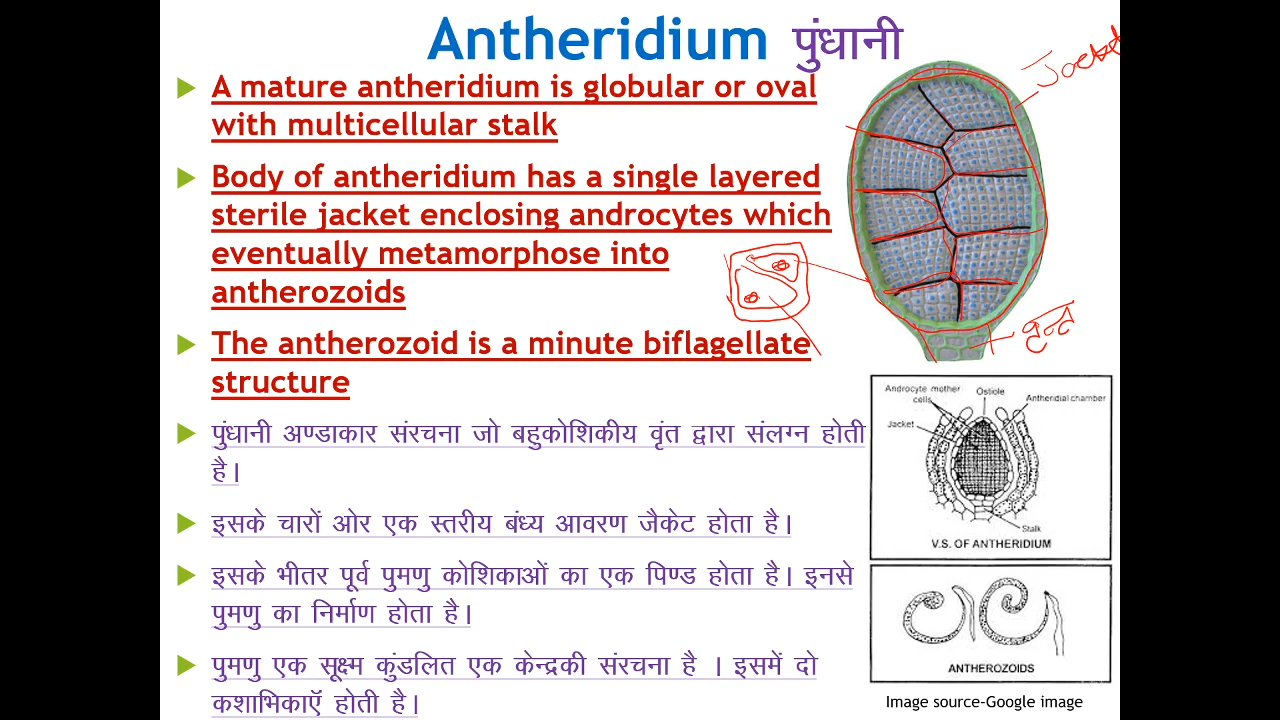 Antheridium पुंधानी
A mature antheridium is globular or oval
with multicellular stalk
Body of antheridium has a single layered
sterile jacket enclosing androcytes which
eventually metamorphose into
antherozoids
The antherozoid is a minute biflagellate
structure
पुंधानी अण्डाकार संरचना जो बहुकोशिकीय वृंत द्वारा संलग्न होती
है।
इसके चारों ओर एक स्तरीय बंध्य आवरण जैकेट होता है।
इसके भीतर पूर्व पुमणु कोशिकाओं का एक पिण्ड होता है। इनसे
पुमणु का निर्माण होता है।
पुमणु एक सूक्ष्म कुंडलित एक केन्द्रकी संरचना है । इसमें दो
कशाभिकाऍ होती है।
Jacket
वृन्त
Androcyte mother
cells
Ostiole
Antheridial chamber
Jacket
Stalk
V.S. OF ANTHERIDIUM
ANTHEROZOIDS
Image source-Google image